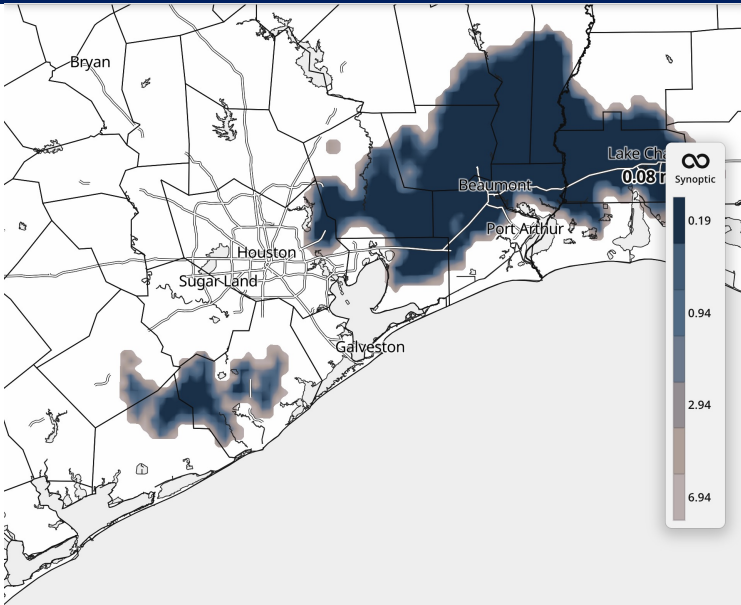 Bryan
Lake Cha
0.08
Beaumont
Port Arthur
Houston
Sugar Land
Galveston
Synoptic
0.19
0.94
2.94
6.94